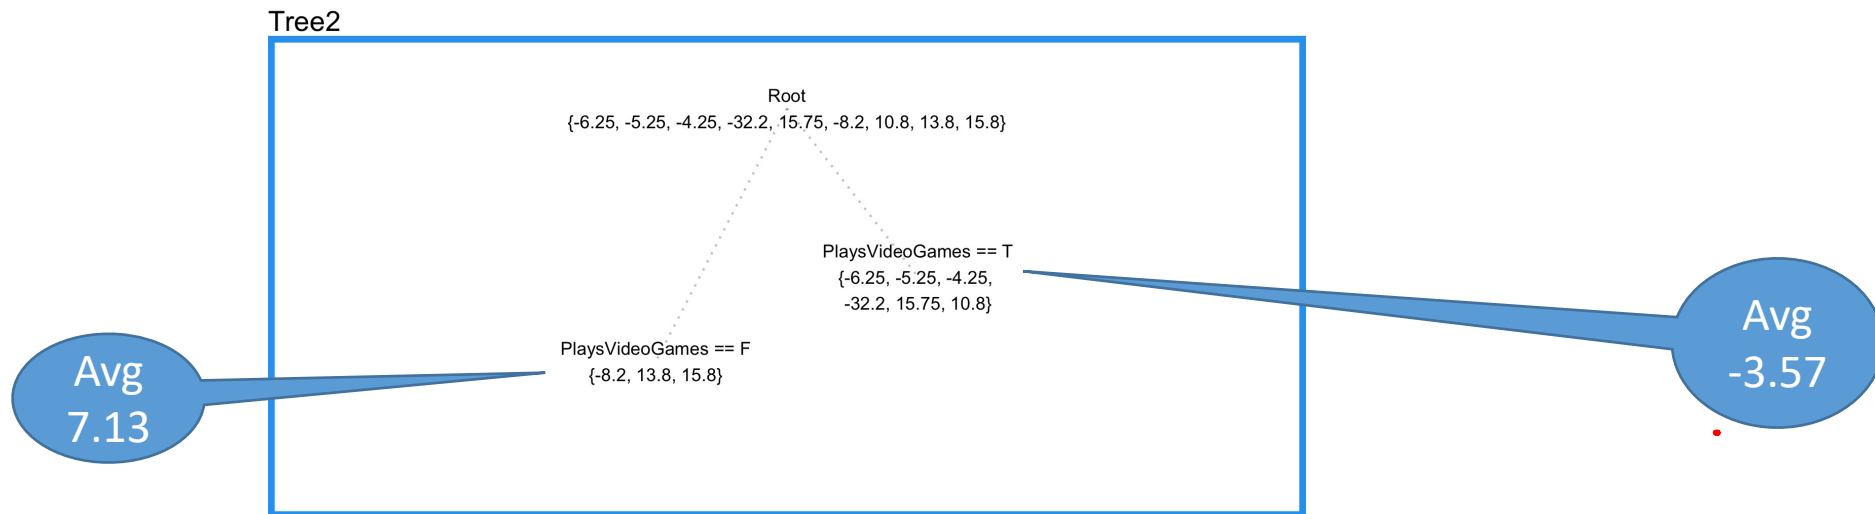 Tree2
Root
{-6.25, -5.25, -4.25, -32.2, 15.75, -8.2, 10.8, 13.8, 15.8}
PlaysVideoGames == T
{-6.25, -5.25, -4.25,
-32.2, 15.75, 10.8}
PlaysVideoGames == F
{-8.2, 13.8, 15.8}
Avg
7.13
Avg
-3.57